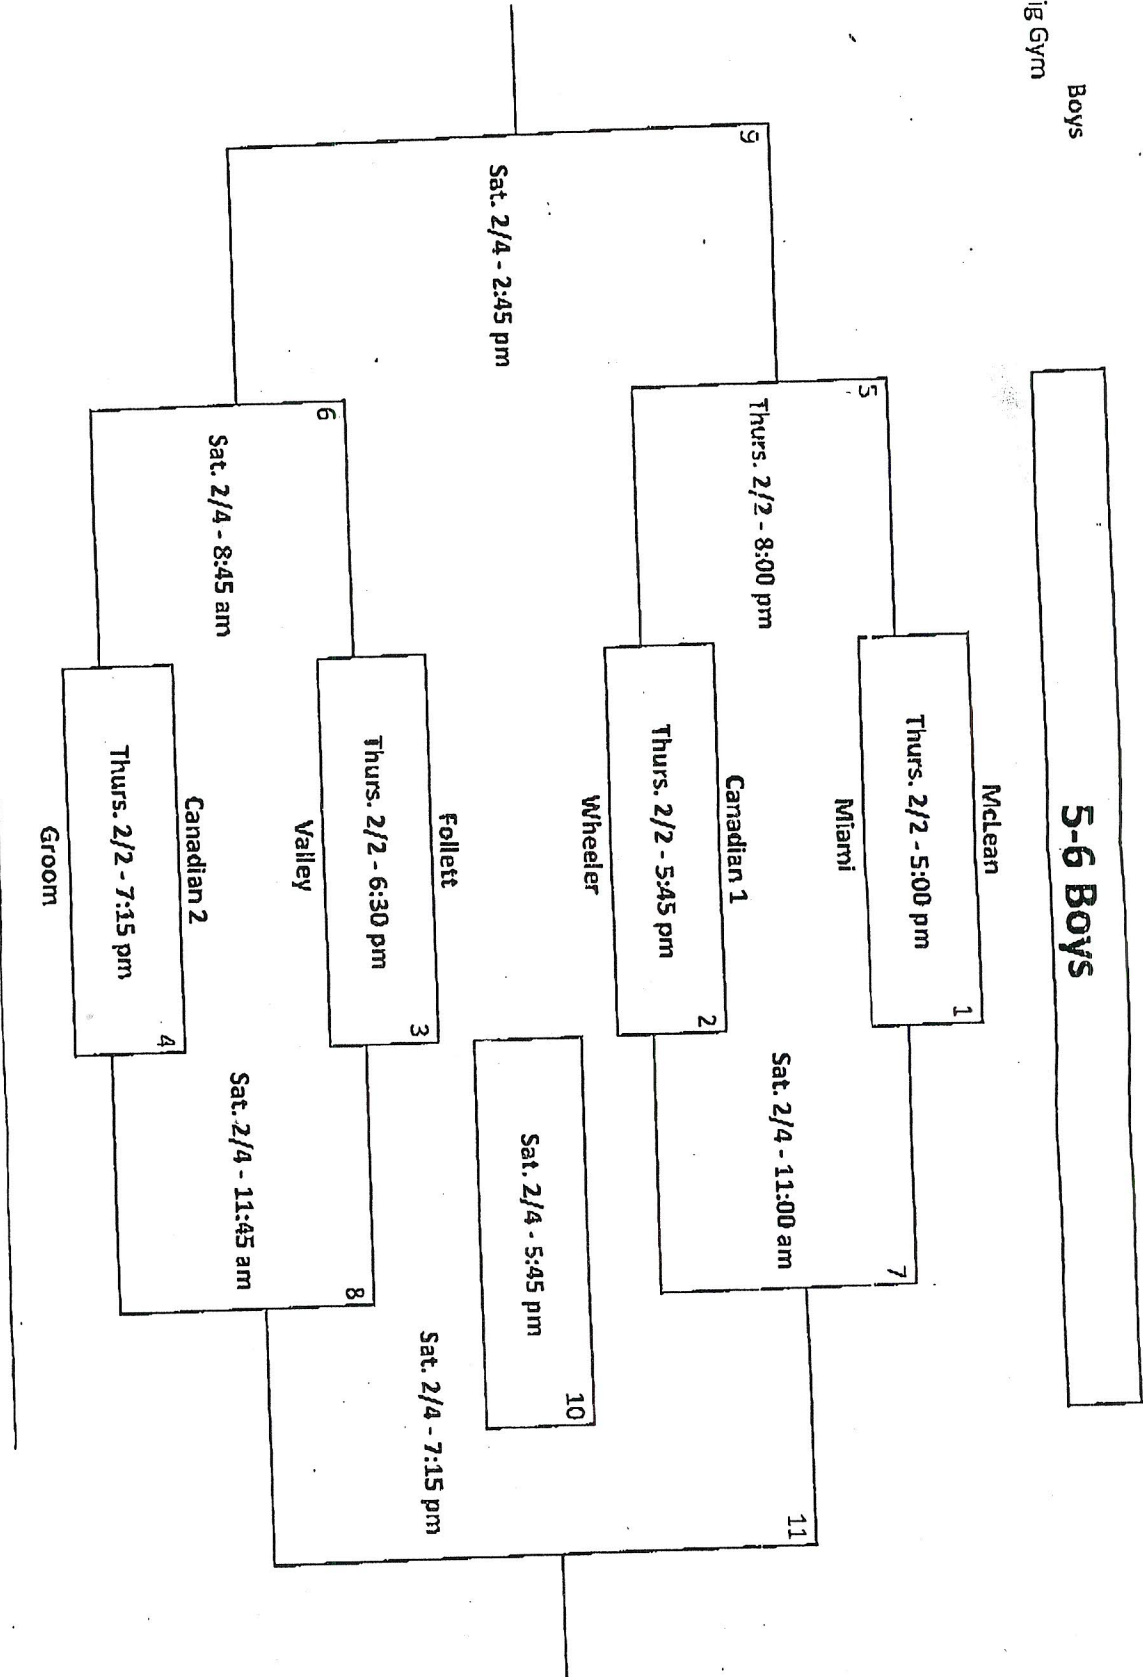 Boys
ig Gym
5-6 Boys
McLean
1
Thurs. 2/2 - 5:00 pm
Miami
5
Thurs. 2/2 - 8:00 pm
Sat. 2/4 - 11:00 am
7
Canadian 1
2
Thurs. 2/2 - 5:45 pm
Wheeler
9
Sat. 2/4 - 2:45 pm
Sat. 2/4 - 5:45 pm
10
11
Sat. 2/4 - 7:15 pm
Follett
3
Thurs. 2/2 - 6:30 pm
Valley
6
Sat. 2/4 - 8:45 am
Sat. 2/4 - 11:45 am
8
Canadian 2
4
Thurs. 2/2 - 7:15 pm
Groom